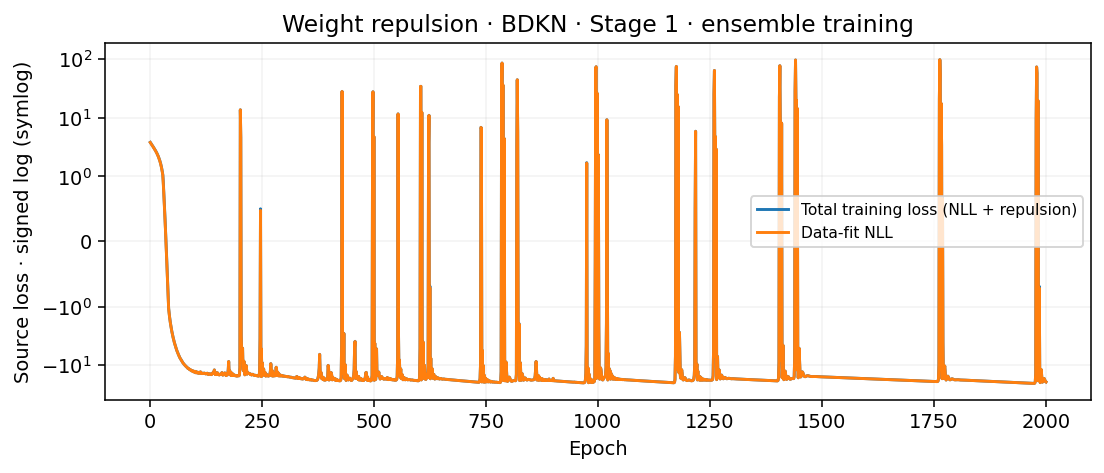 Weight repulsion · BDKN · Stage 1 · ensemble training
Source loss · signed log (symlog)
10²
10¹
10⁰
0
−10⁰
−10¹
Total training loss (NLL + repulsion)
Data-fit NLL
0 250 500 750 1000 1250 1500 1750 2000
Epoch